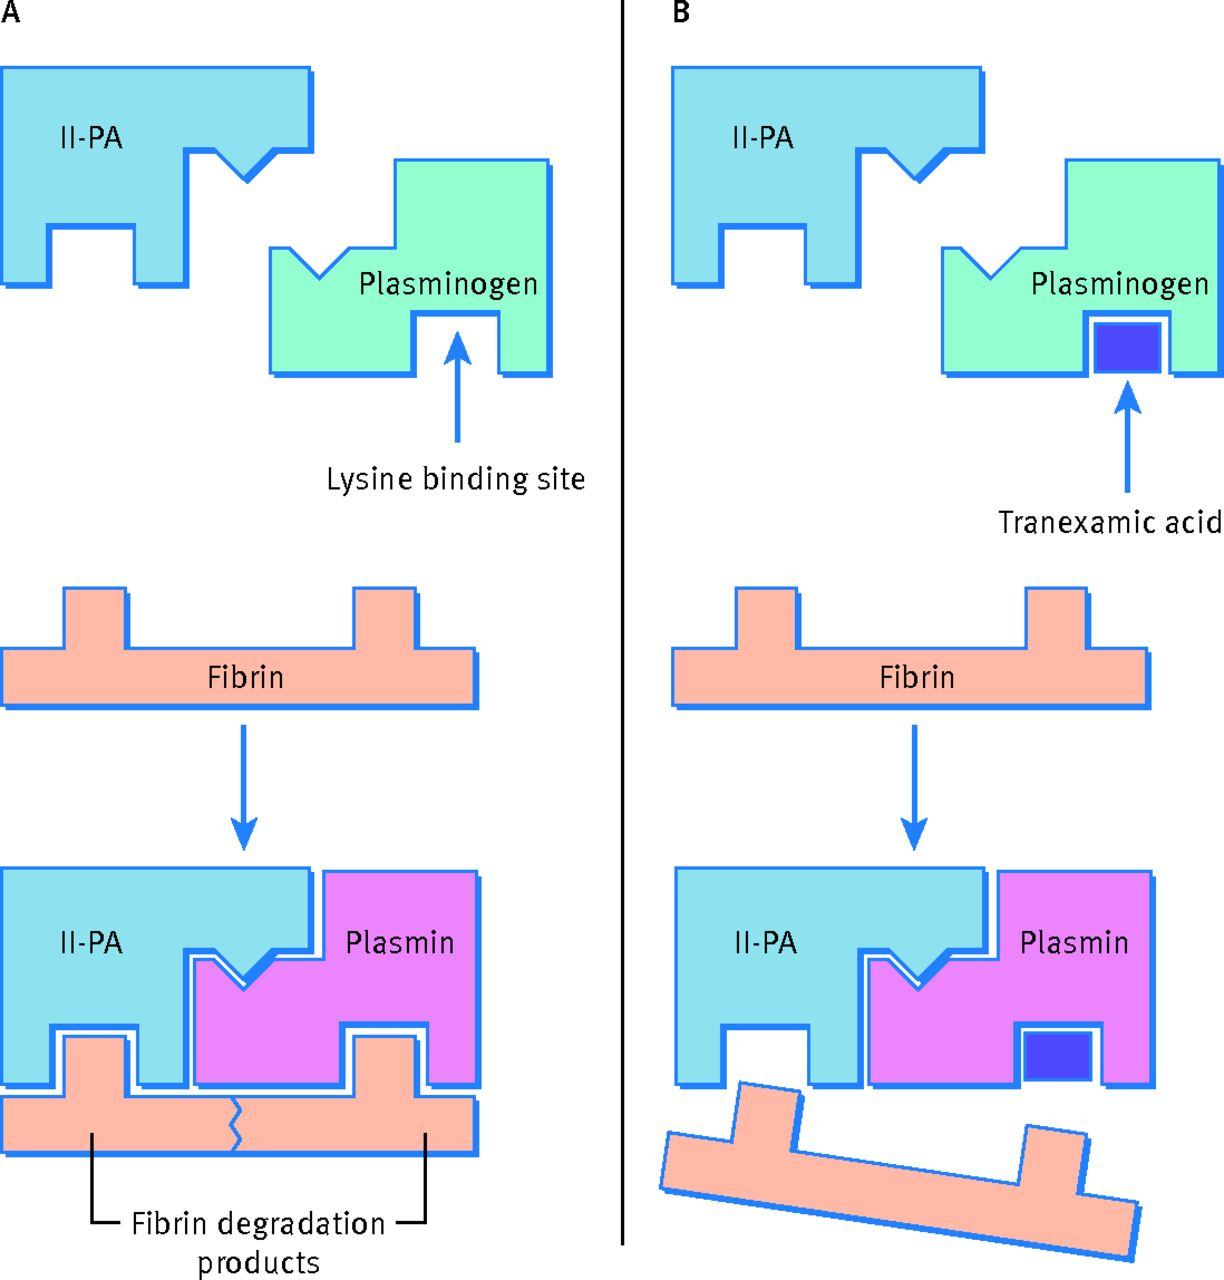 A
II-PA
Plasminogen
Lysine binding site
Fibrin
II-PA
Plasmin
Fibrin degradation
products
B
II-PA
Plasminogen
Tranexamic acid
Fibrin
II-PA
Plasmin